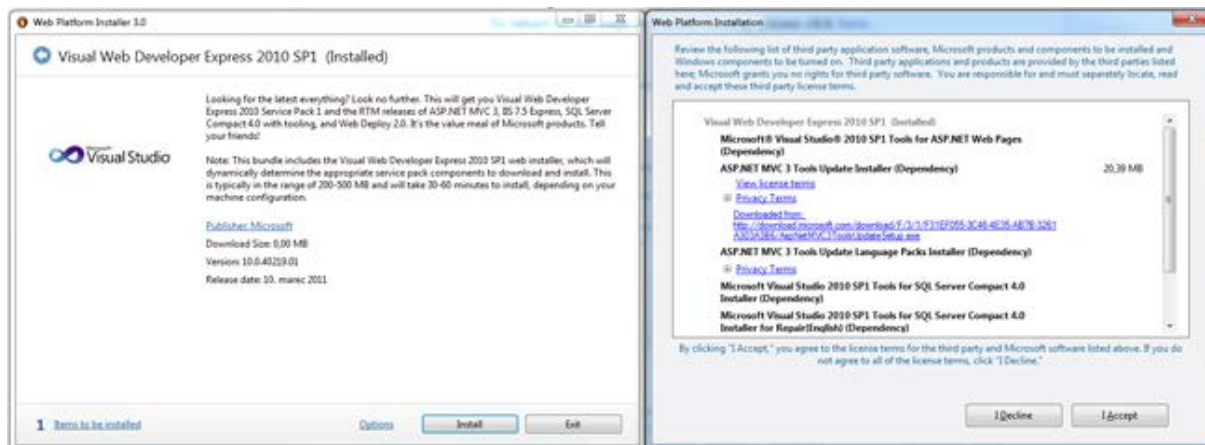 Web Platform Installer 3.0
Visual Web Developer Express 2010 SP1 (Installed)
Visual Studio
Looking for the latest everything? Look no further. This will get you Visual Web Developer
Express 2010 Service Pack 1 and the RTM releases of ASP.NET MVC 3, IIS 7.5 Express, SQL Server
Compact 4.0 with tooling, and Web Deploy 2.0. It's the value meal of Microsoft products. Tell
your friends!
Note: This bundle includes the Visual Web Developer Express 2010 SP1 web installer, which will
dynamically determine the appropriate service pack components to download and install. This
is typically in the range of 200-500 MB and will take 30-60 minutes to install, depending on your
machine configuration.
Publisher: Microsoft
Download Size: 0,00 MB
Version: 10.0.40219.01
Release date: 10. marec 2011
1 Items to be installed
Options
Install
Exit
Web Platform Installation
Review the following list of third party application software, Microsoft products and components to be installed and
Windows components to be turned on. Third party applications and products are provided by the third parties listed
here; Microsoft grants you no rights for third party software. You are responsible for and must separately locate, read
and accept these third party license terms.
Visual Web Developer Express 2010 SP1 (Installed)
Microsoft® Visual Studio® 2010 SP1 Tools for ASP.NET Web Pages
(Dependency)
ASP.NET MVC 3 Tools Update Installer (Dependency) 20,39 MB
View license terms
Privacy Terms
Downloaded from:
ASP.NET MVC 3 Tools Update Language Packs Installer (Dependency)
Privacy Terms
Microsoft Visual Studio 2010 SP1 Tools for SQL Server Compact 4.0
Installer (Dependency)
Microsoft Visual Studio 2010 SP1 Tools for SQL Server Compact 4.0
Installer for Repair(English) (Dependency)
By clicking "I Accept," you agree to the license terms for the third party and Microsoft software listed above. If you do
not agree to all of the license terms, click "I Decline."
I Decline
I Accept